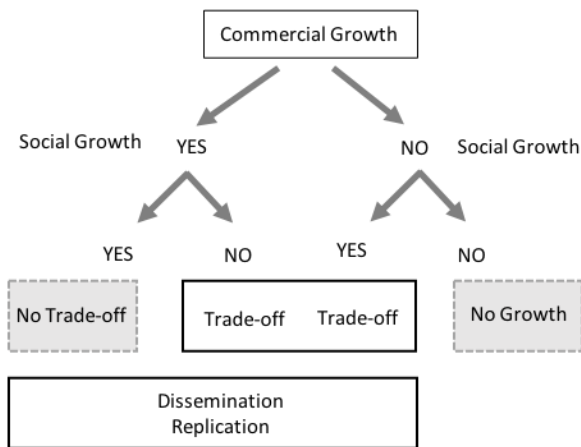 Commercial Growth
Social Growth YES NO Social Growth
YES NO YES NO
No Trade-off Trade-off Trade-off No Growth
Dissemination
Replication